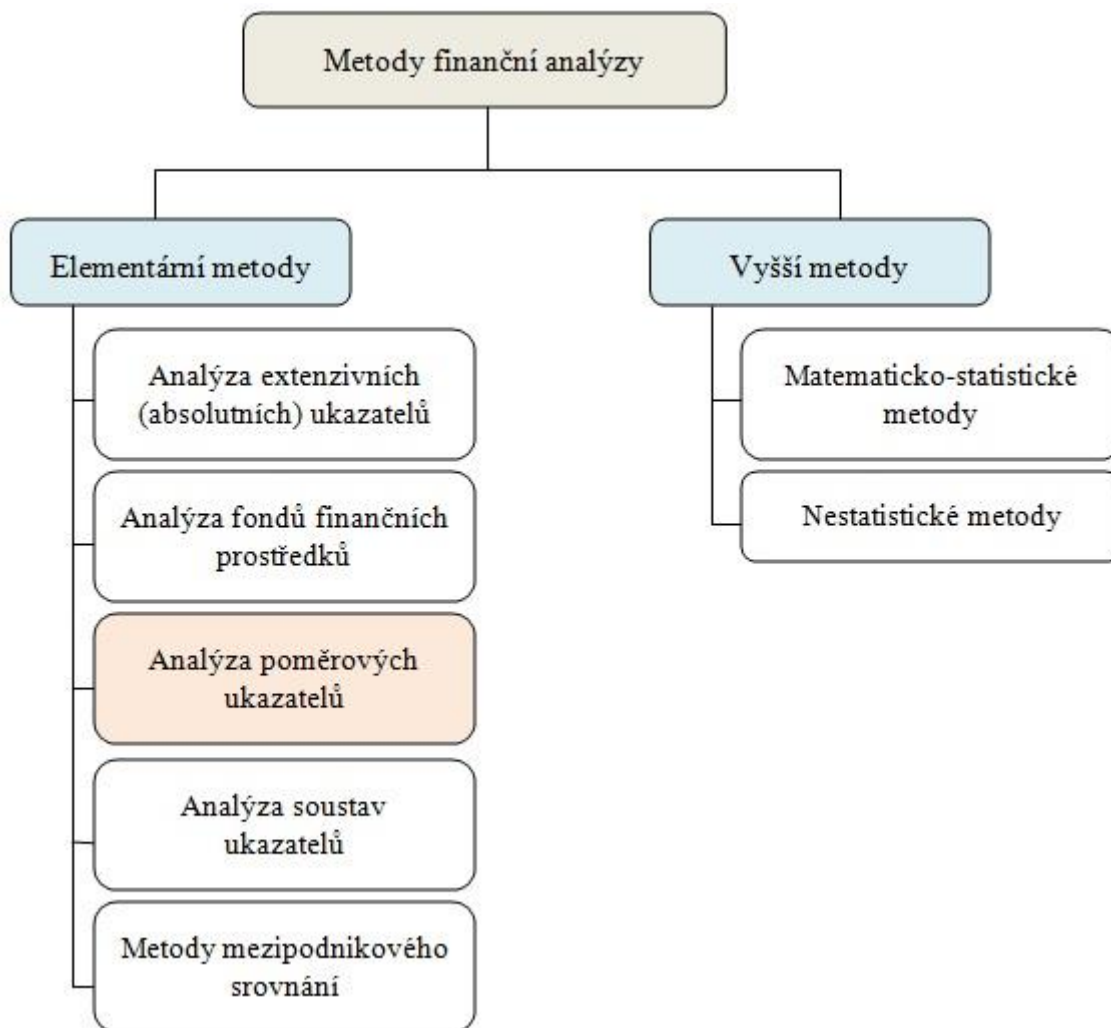 Metody finanční analýzy
Elementární metody
Analýza extenzivních
(absolutních) ukazatelů
Analýza fondů finančních
prostředků
Analýza poměrových
ukazatelů
Analýza soustav
ukazatelů
Metody mezipodnikového
srovnání
Vyšší metody
Matematicko-statistické
metody
Nestatistické metody